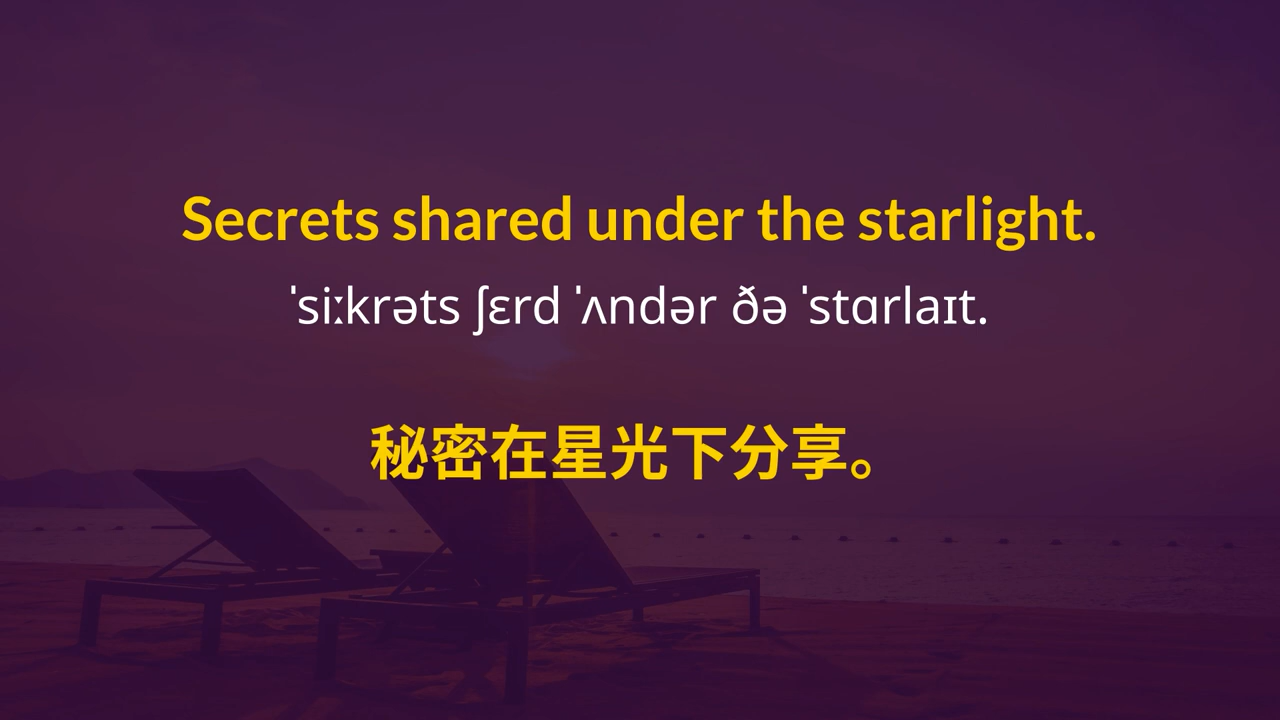 Secrets shared under the starlight.
ˈsiːkrəts ʃɛrd ˈʌndər ðə ˈstɑrlaɪt.
秘密在星光下分享。